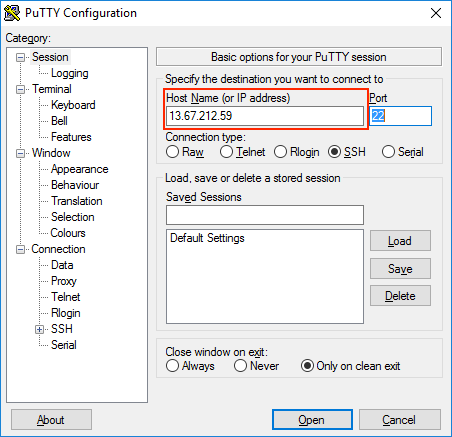 PuTTY Configuration
Category:
Session
Logging
Terminal
Keyboard
Bell
Features
Window
Appearance
Behaviour
Translation
Selection
Colours
Connection
Data
Proxy
Telnet
Rlogin
SSH
Serial
Basic options for your PuTTY session
Specify the destination you want to connect to
Host Name (or IP address) Port
13.67.212.59 22
Connection type:
Raw Telnet Rlogin SSH Serial
Load, save or delete a stored session
Saved Sessions
Default Settings
Load
Save
Delete
Close window on exit:
Always Never Only on clean exit
About Open Cancel